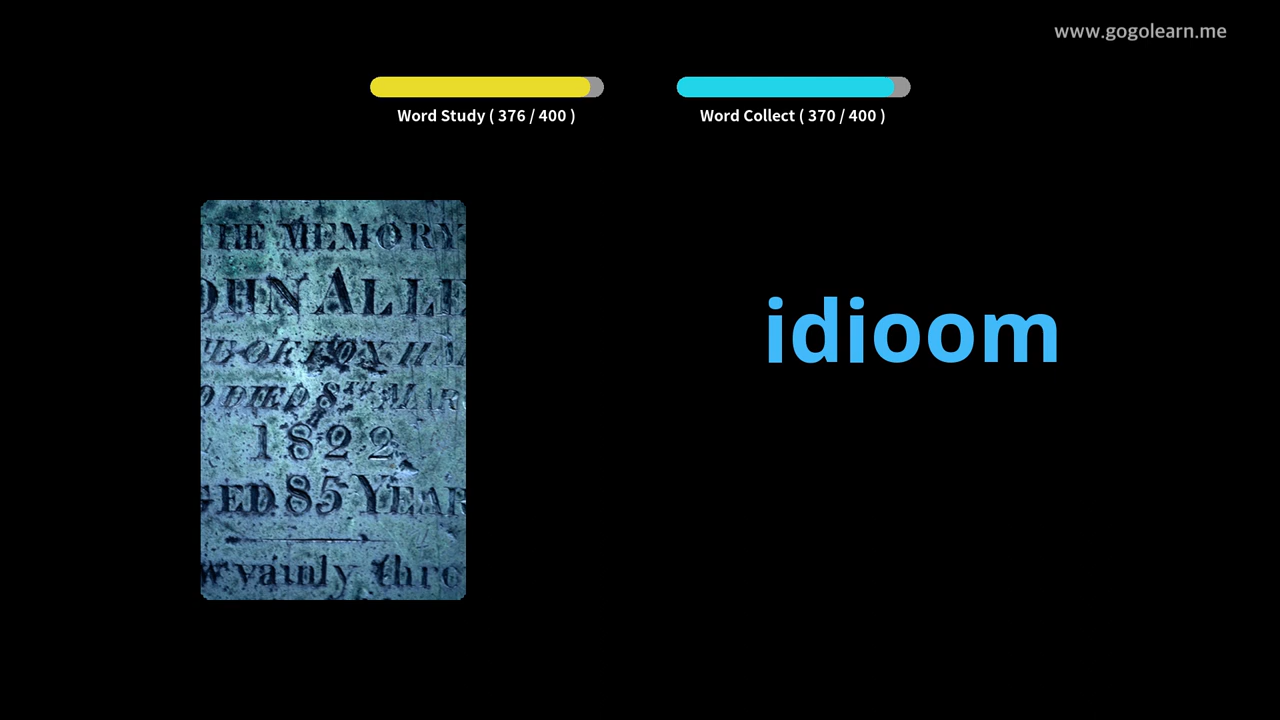 www.gogolearn.me
Word Study ( 376 / 400 )
Word Collect ( 370 / 400 )
THE MEMORY
OHN ALLE
DIED 8TH MAR
1822
GED 85 YEAR
w vainly thro
idioom